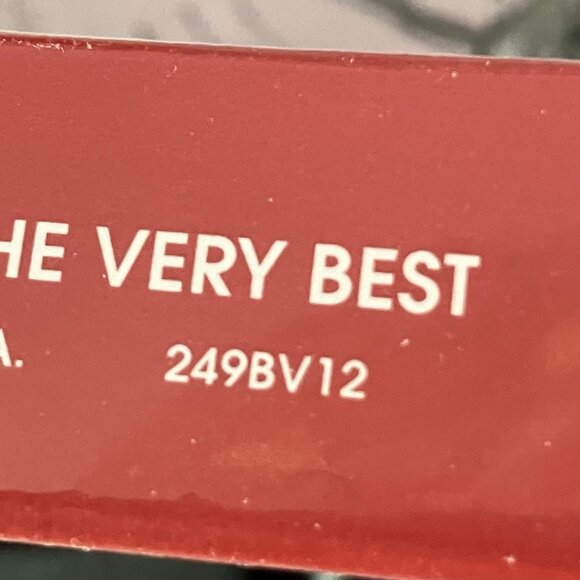 HE VERY BEST
A. 249BV12